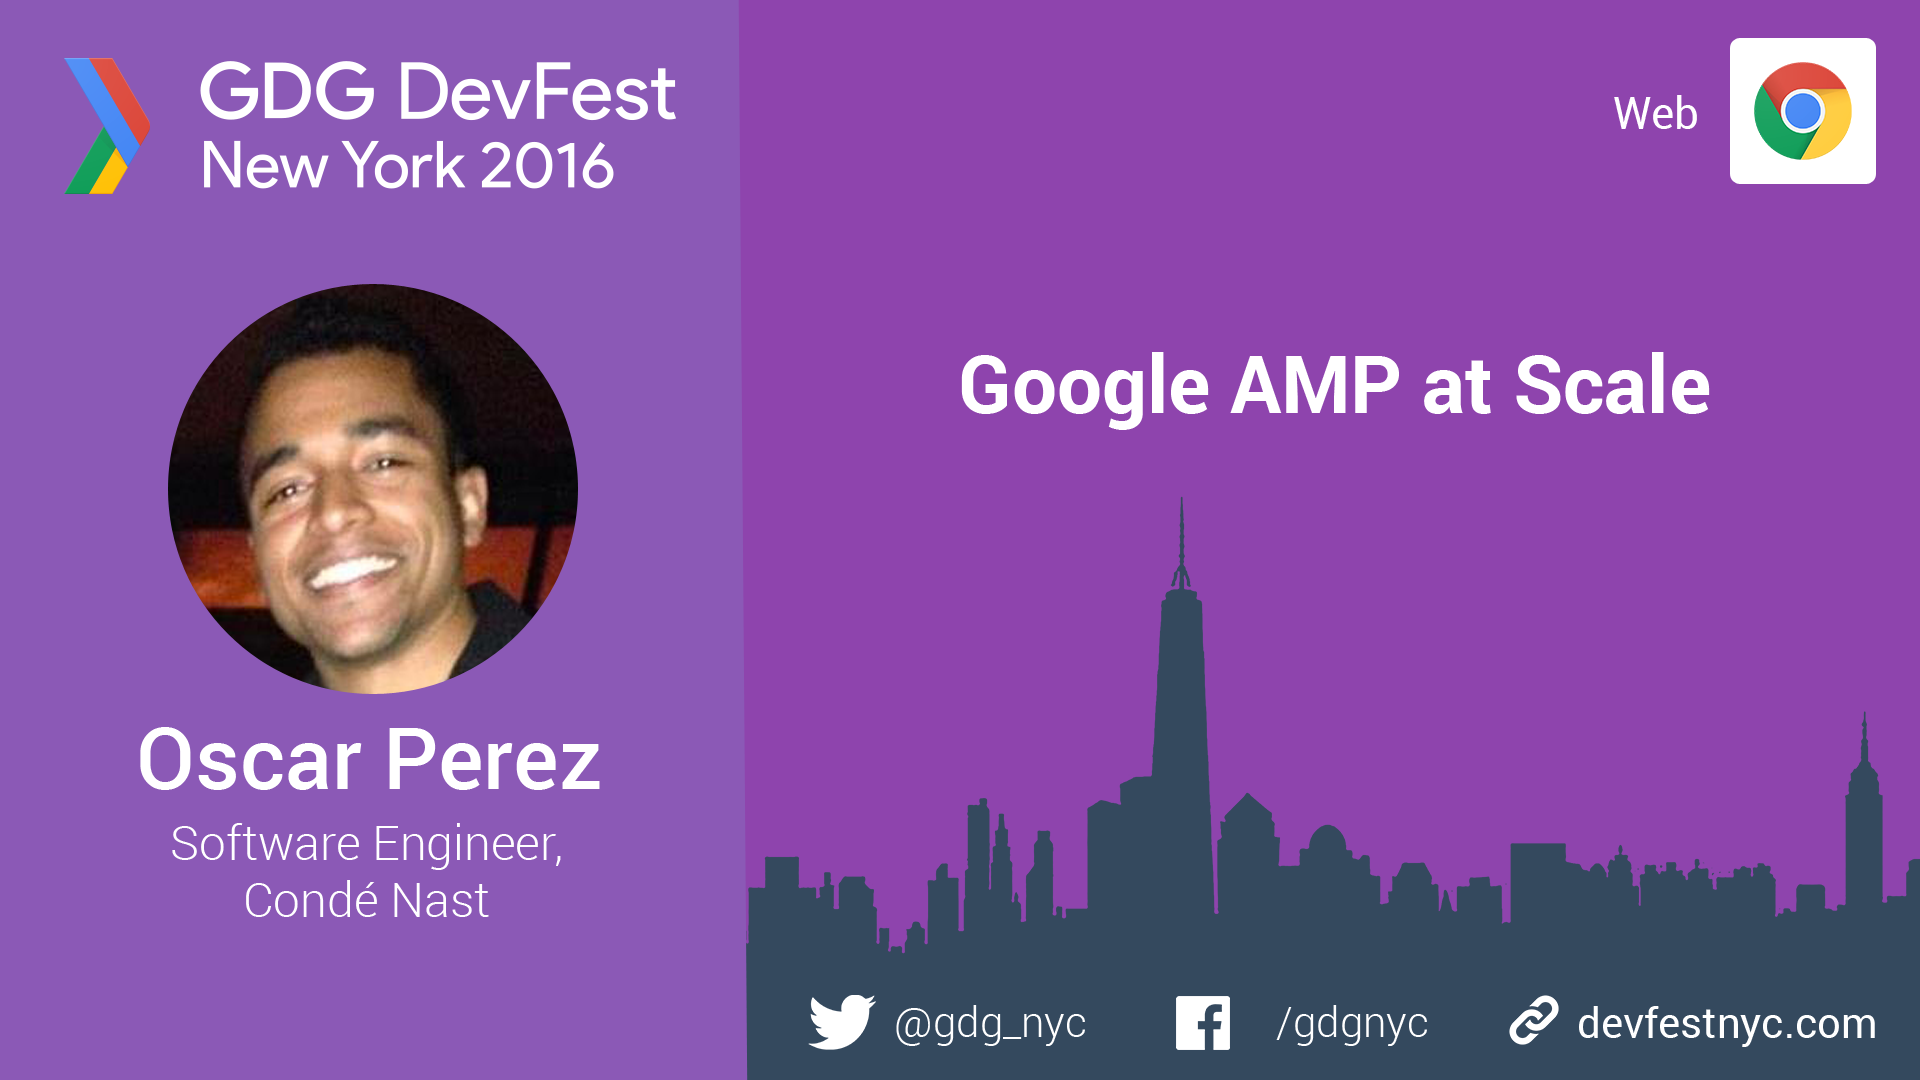 GDG DevFest
New York 2016
Web
Google AMP at Scale
Oscar Perez
Software Engineer,
Condé Nast
@gdg_nyc
/gdgnyc
devfestnyc.com